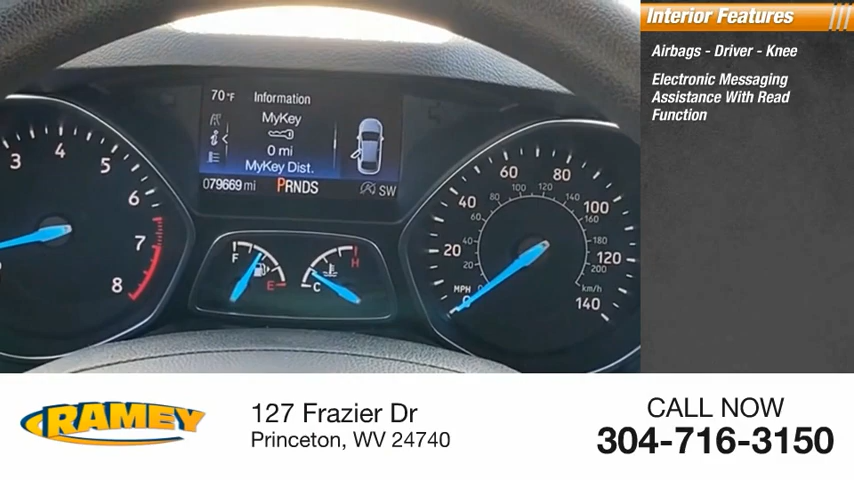 Interior Features
Airbags - Driver - Knee
Electronic Messaging
Assistance With Read
Function
70°F Information
MyKey
0 mi
MyKey Dist.
079669 mi PRNDS SW
3 4 5 6 7 8
F E C H
MPH 0 20 40 60 80 100 120 140
20 40 60 80 100 120 140 160 180 200 km/h
RAMEY
127 Frazier Dr
Princeton, WV 24740
CALL NOW
304-716-3150